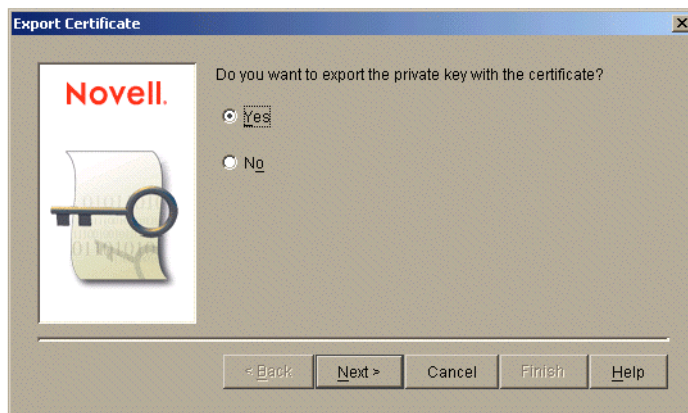 Export Certificate
Novell.
Do you want to export the private key with the certificate?
Yes
No
< Back Next > Cancel Finish Help